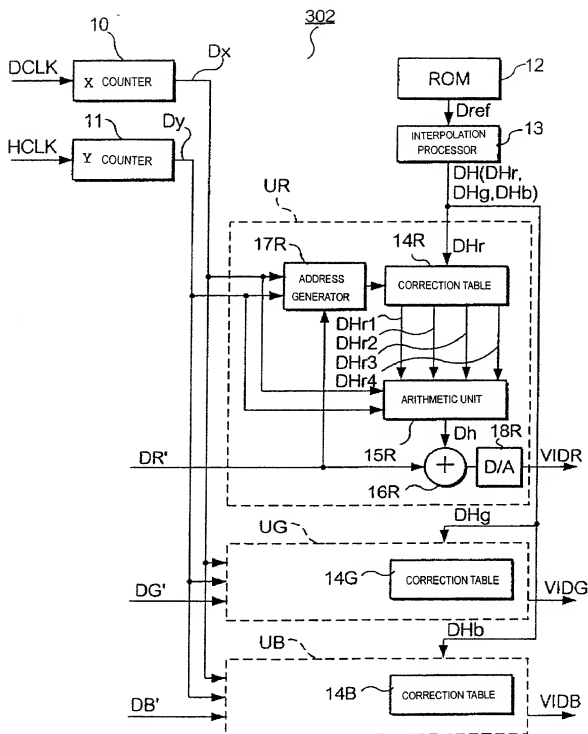 302
10
DCLK
X COUNTER
Dx
ROM
12
Dref
11
HCLK
Y COUNTER
Dy
INTERPOLATION
PROCESSOR
13
DH(DHr,
DHg,DHb)
UR
17R
14R
DHr
ADDRESS
GENERATOR
CORRECTION TABLE
DHr1
DHr2
DHr3
DHr4
ARITHMETIC UNIT
15R
Dh
18R
DR'
+
16R
D/A
VIDR
UG
DHg
14G
CORRECTION TABLE
DG'
VIDG
UB
DHb
14B
CORRECTION TABLE
DB'
VIDB